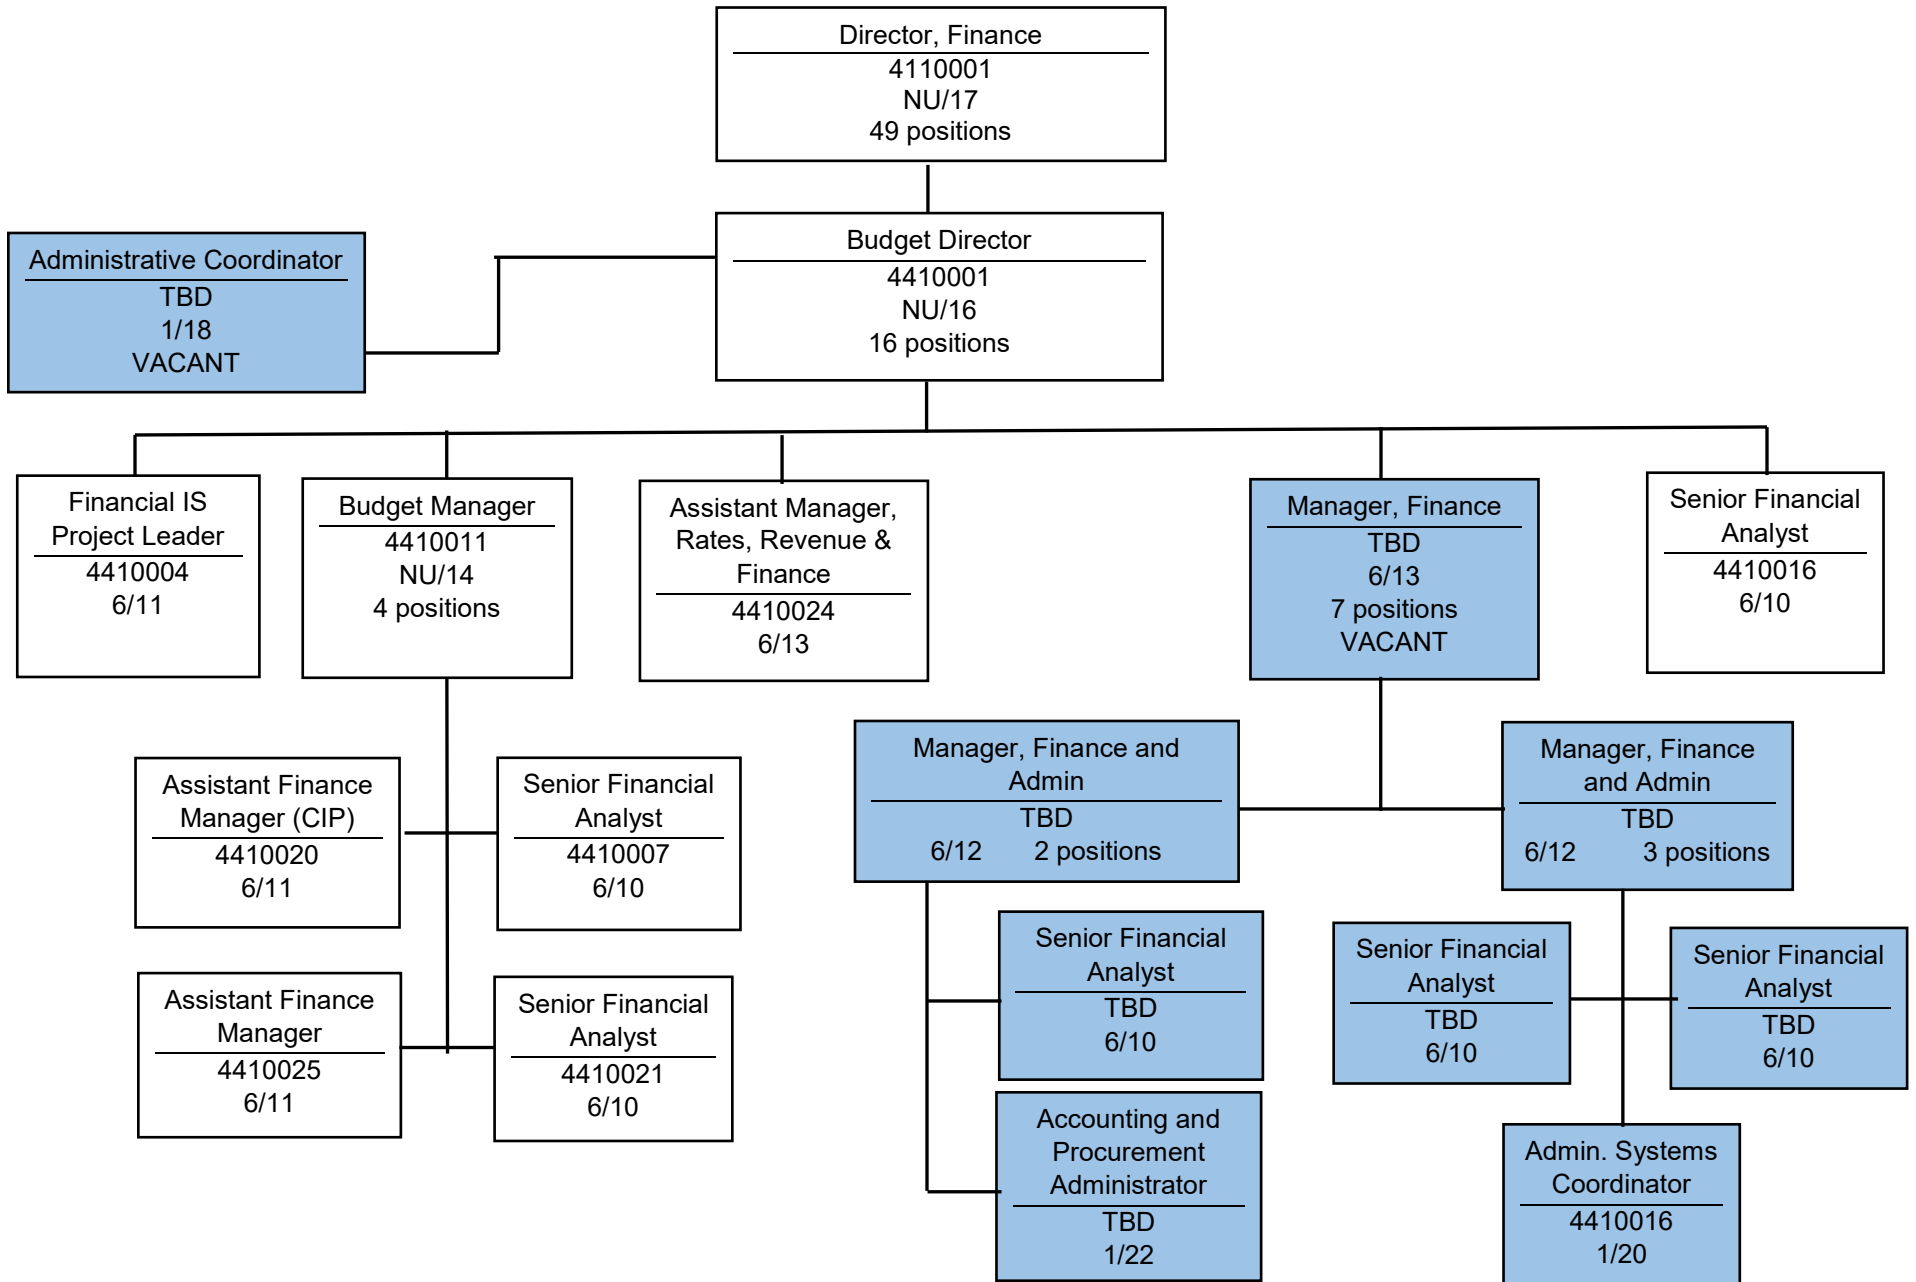 Director, Finance
4110001
NU/17
49 positions
Administrative Coordinator
TBD
1/18
VACANT
Budget Director
4410001
NU/16
16 positions
Financial IS
Project Leader
4410004
6/11
Budget Manager
4410011
NU/14
4 positions
Assistant Manager,
Rates, Revenue &
Finance
4410024
6/13
Manager, Finance
TBD
6/13
7 positions
VACANT
Senior Financial
Analyst
4410016
6/10
Assistant Finance
Manager (CIP)
4410020
6/11
Senior Financial
Analyst
4410007
6/10
Manager, Finance and
Admin
TBD
6/12 2 positions
Manager, Finance
and Admin
TBD
6/12 3 positions
Assistant Finance
Manager
4410025
6/11
Senior Financial
Analyst
4410021
6/10
Senior Financial
Analyst
TBD
6/10
Senior Financial
Analyst
TBD
6/10
Senior Financial
Analyst
TBD
6/10
Accounting and
Procurement
Administrator
TBD
1/22
Admin. Systems
Coordinator
4410016
1/20